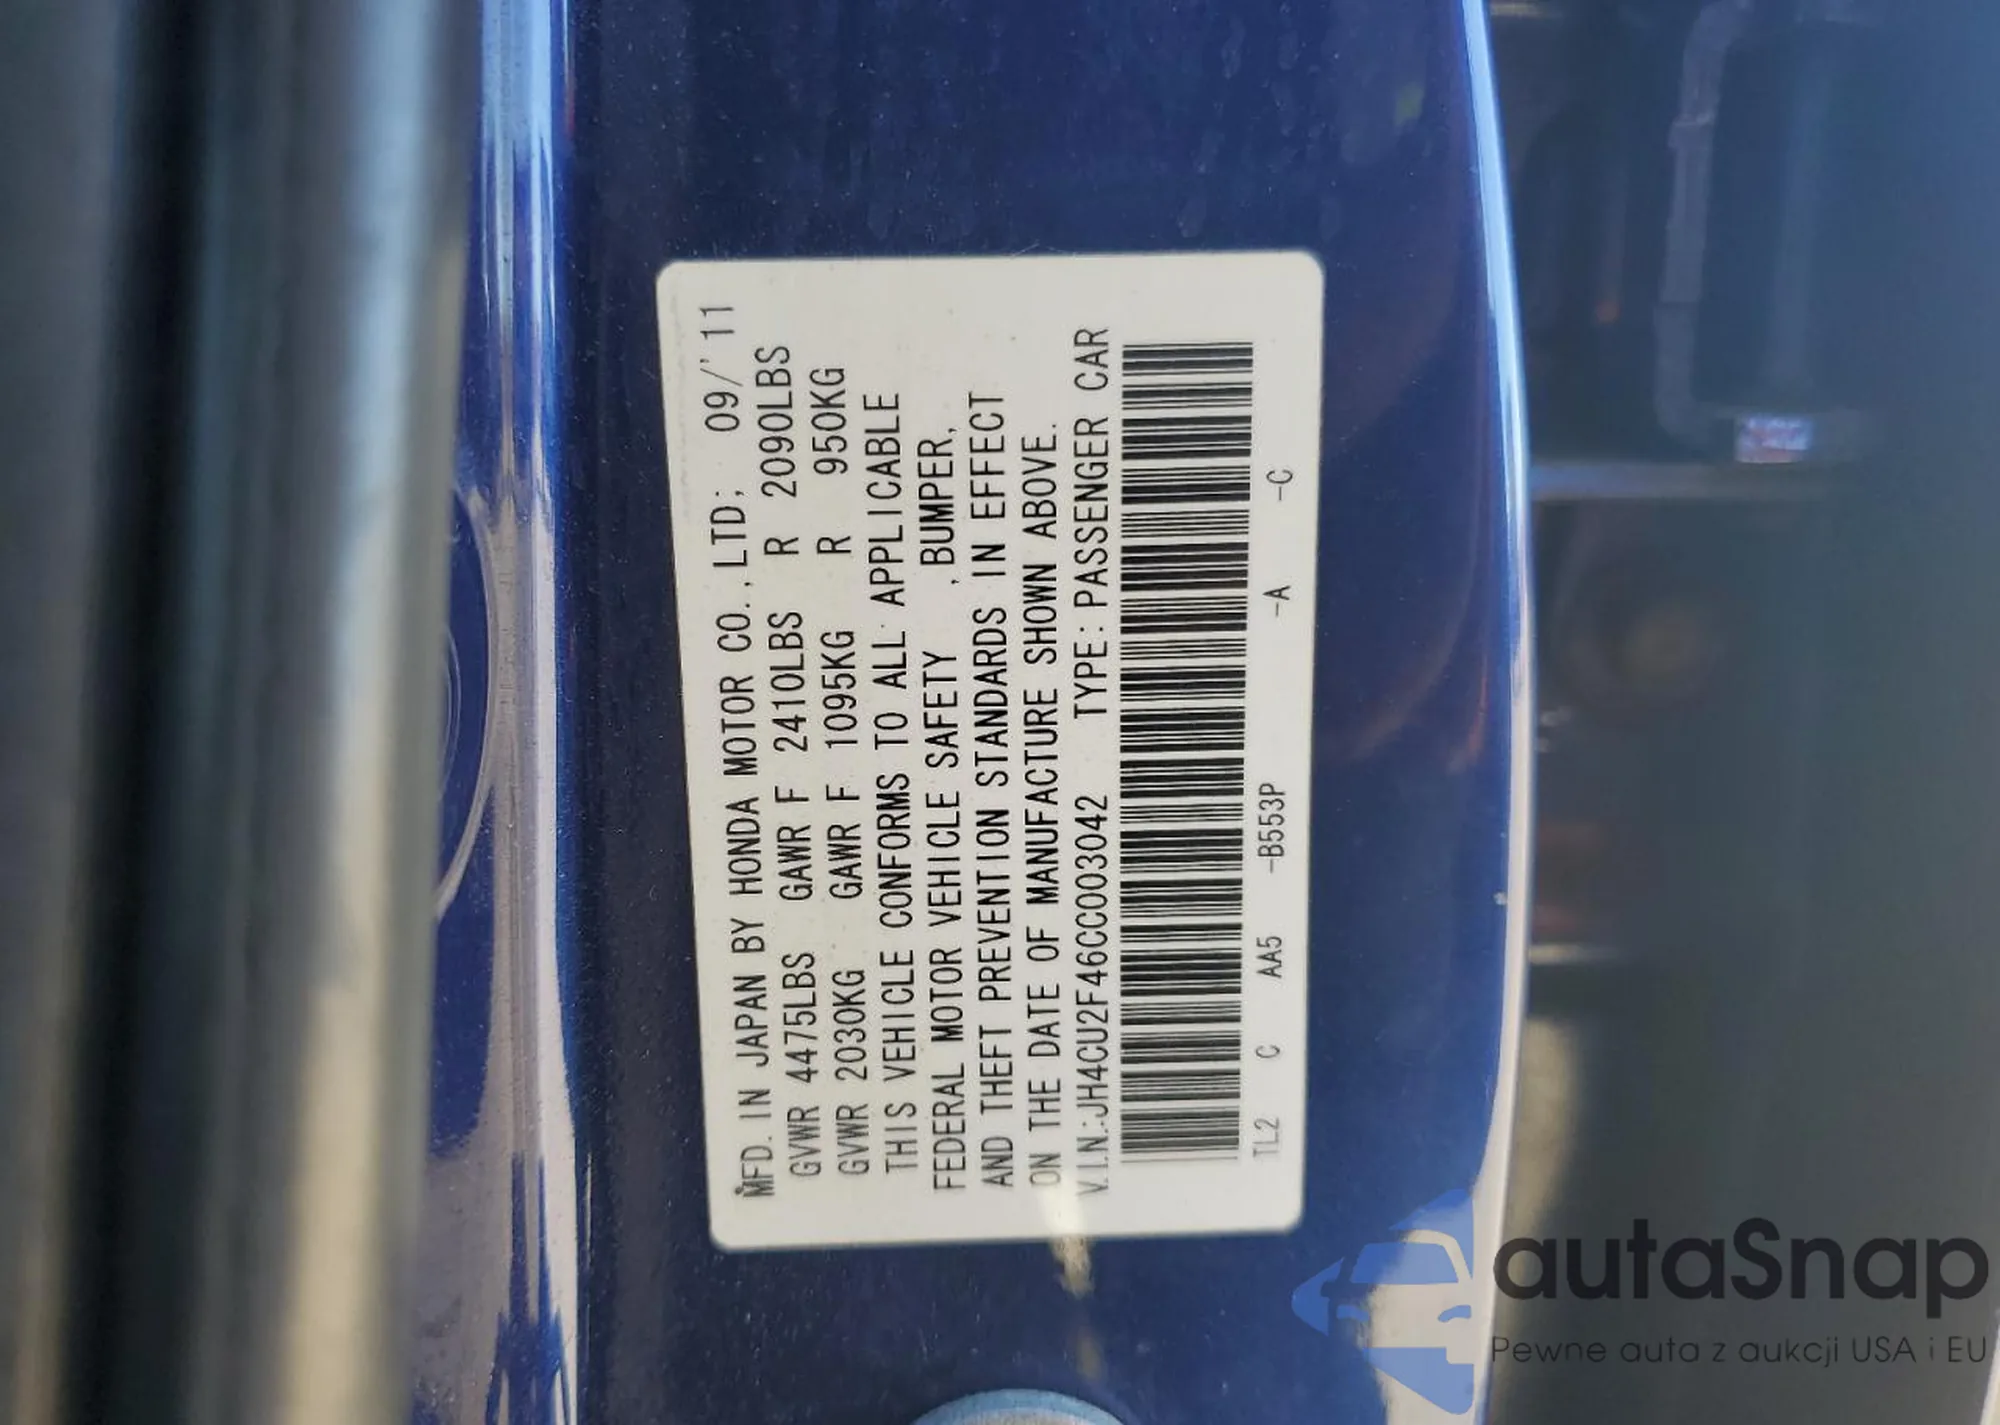 MFD. IN JAPAN BY HONDA MOTOR CO., LTD; 09/'11
GVWR 4475LBS GAWR F 2410LBS R 2090LBS
GVWR 2030KG GAWR F 1095KG R 950KG
THIS VEHICLE CONFORMS TO ALL APPLICABLE
FEDERAL MOTOR VEHICLE SAFETY , BUMPER,
AND THEFT PREVENTION STANDARDS IN EFFECT
ON THE DATE OF MANUFACTURE SHOWN ABOVE.
V.I.N.:JH4CU2F46CC003042 TYPE: PASSENGER CAR
TL2 C AA5 -B553P -A -C
autaSnap
Pewne auta z aukcji USA i EU